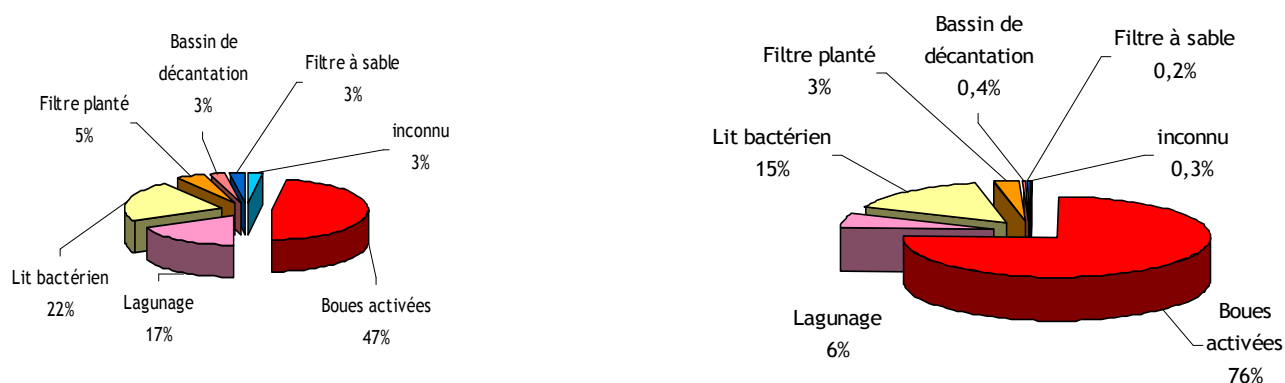 Bassin de
décantation
3%
Filtre à sable
3%
Filtre planté
5%
inconnu
3%
Lit bactérien
22%
Lagunage
17%
Boues activées
47%
Bassin de
décantation
0,4%
Filtre à sable
0,2%
Filtre planté
3%
inconnu
0,3%
Lit bactérien
15%
Lagunage
6%
Boues
activées
76%